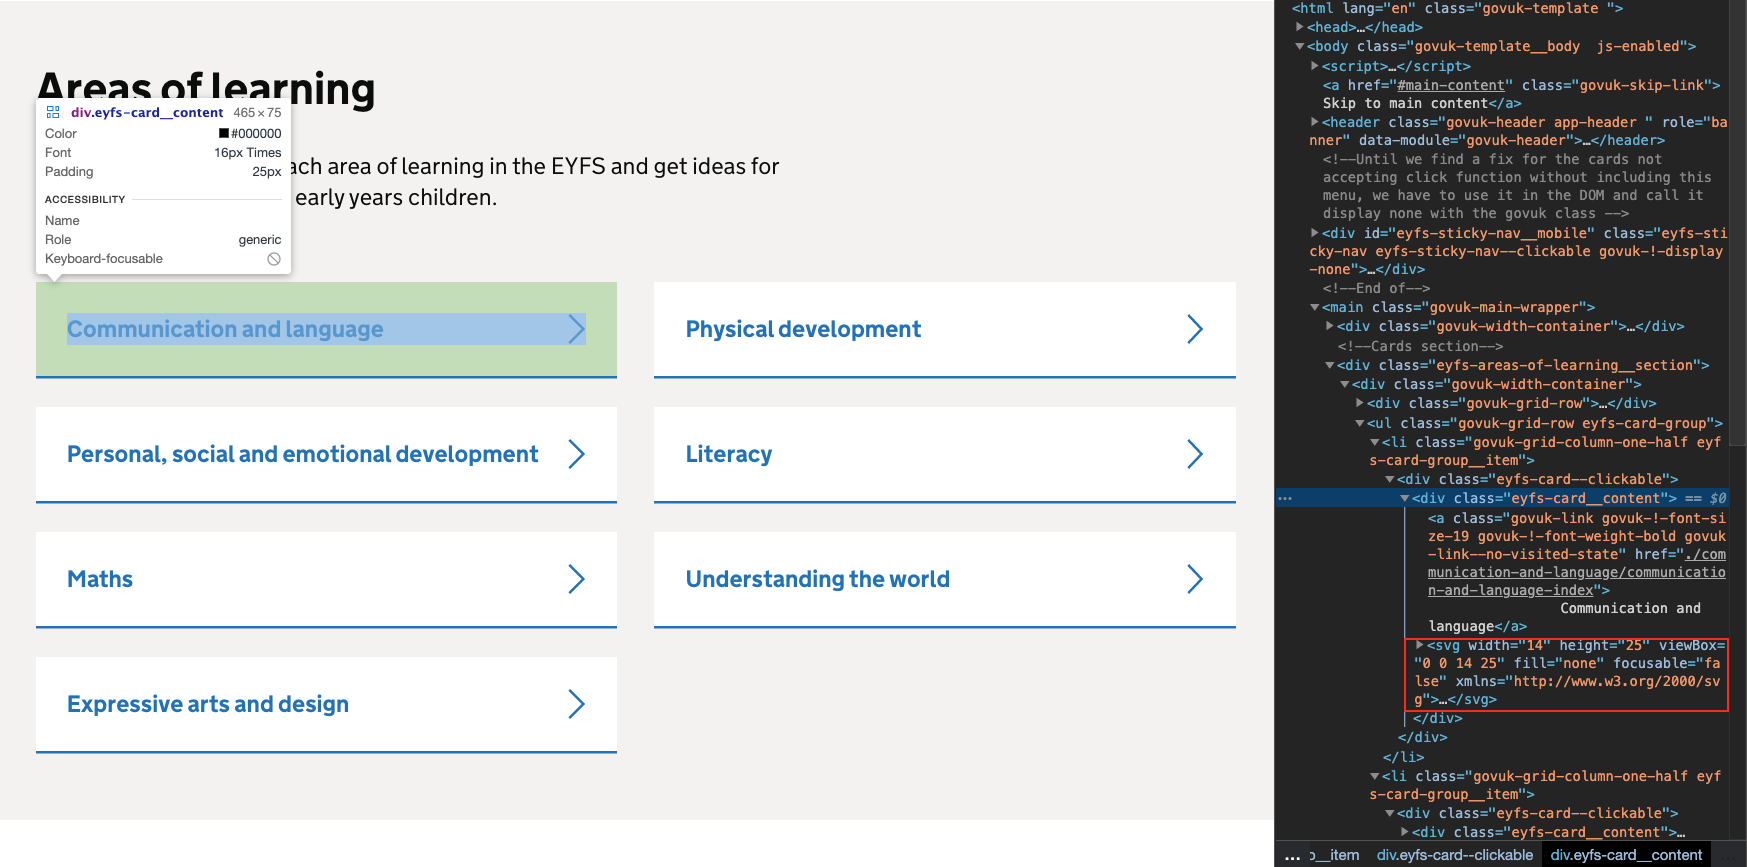 Areas of learning
div.eyfs-card__content 465×75
Color #000000
Font 16px Times
Padding 25px
ACCESSIBILITY
Name
Role generic
Keyboard-focusable
ach area of learning in the EYFS and get ideas for
early years children.
Communication and language
Physical development
Personal, social and emotional development
Literacy
Maths
Understanding the world
Expressive arts and design
<html lang="en" class="govuk-template ">
<head>…</head>
<body class="govuk-template__body  js-enabled">
<script>…</script>
<a href="#main-content" class="govuk-skip-link">
Skip to main content</a>
<header class="govuk-header app-header " role="ba
nner" data-module="govuk-header">…</header>
<!--Until we find a fix for the cards not
accepting click function without including this
menu, we have to use it in the DOM and call it
display none with the govuk class -->
<div id="eyfs-sticky-nav__mobile" class="eyfs-sti
cky-nav eyfs-sticky-nav--clickable govuk-!-display
-none">…</div>
<!--End of-->
<main class="govuk-main-wrapper">
<div class="govuk-width-container">…</div>
<!--Cards section-->
<div class="eyfs-areas-of-learning__section">
<div class="govuk-width-container">
<div class="govuk-grid-row">…</div>
<ul class="govuk-grid-row eyfs-card-group">
<li class="govuk-grid-column-one-half eyf
s-card-group__item">
<div class="eyfs-card--clickable">
… <div class="eyfs-card__content"> == $0
<a class="govuk-link govuk-!-font-si
ze-19 govuk-!-font-weight-bold govuk
-link--no-visited-state" href="./com
munication-and-language/communicatio
n-and-language-index">
Communication and
language</a>
<svg width="14" height="25" viewBox=
"0 0 14 25" fill="none" focusable="fa
lse" xmlns="http://www.w3.org/2000/sv
g">…</svg>
</div>
</div>
</li>
<li class="govuk-grid-column-one-half eyf
s-card-group__item">
<div class="eyfs-card--clickable">
<div class="eyfs-card__content">…
… __item div.eyfs-card--clickable div.eyfs-card__content